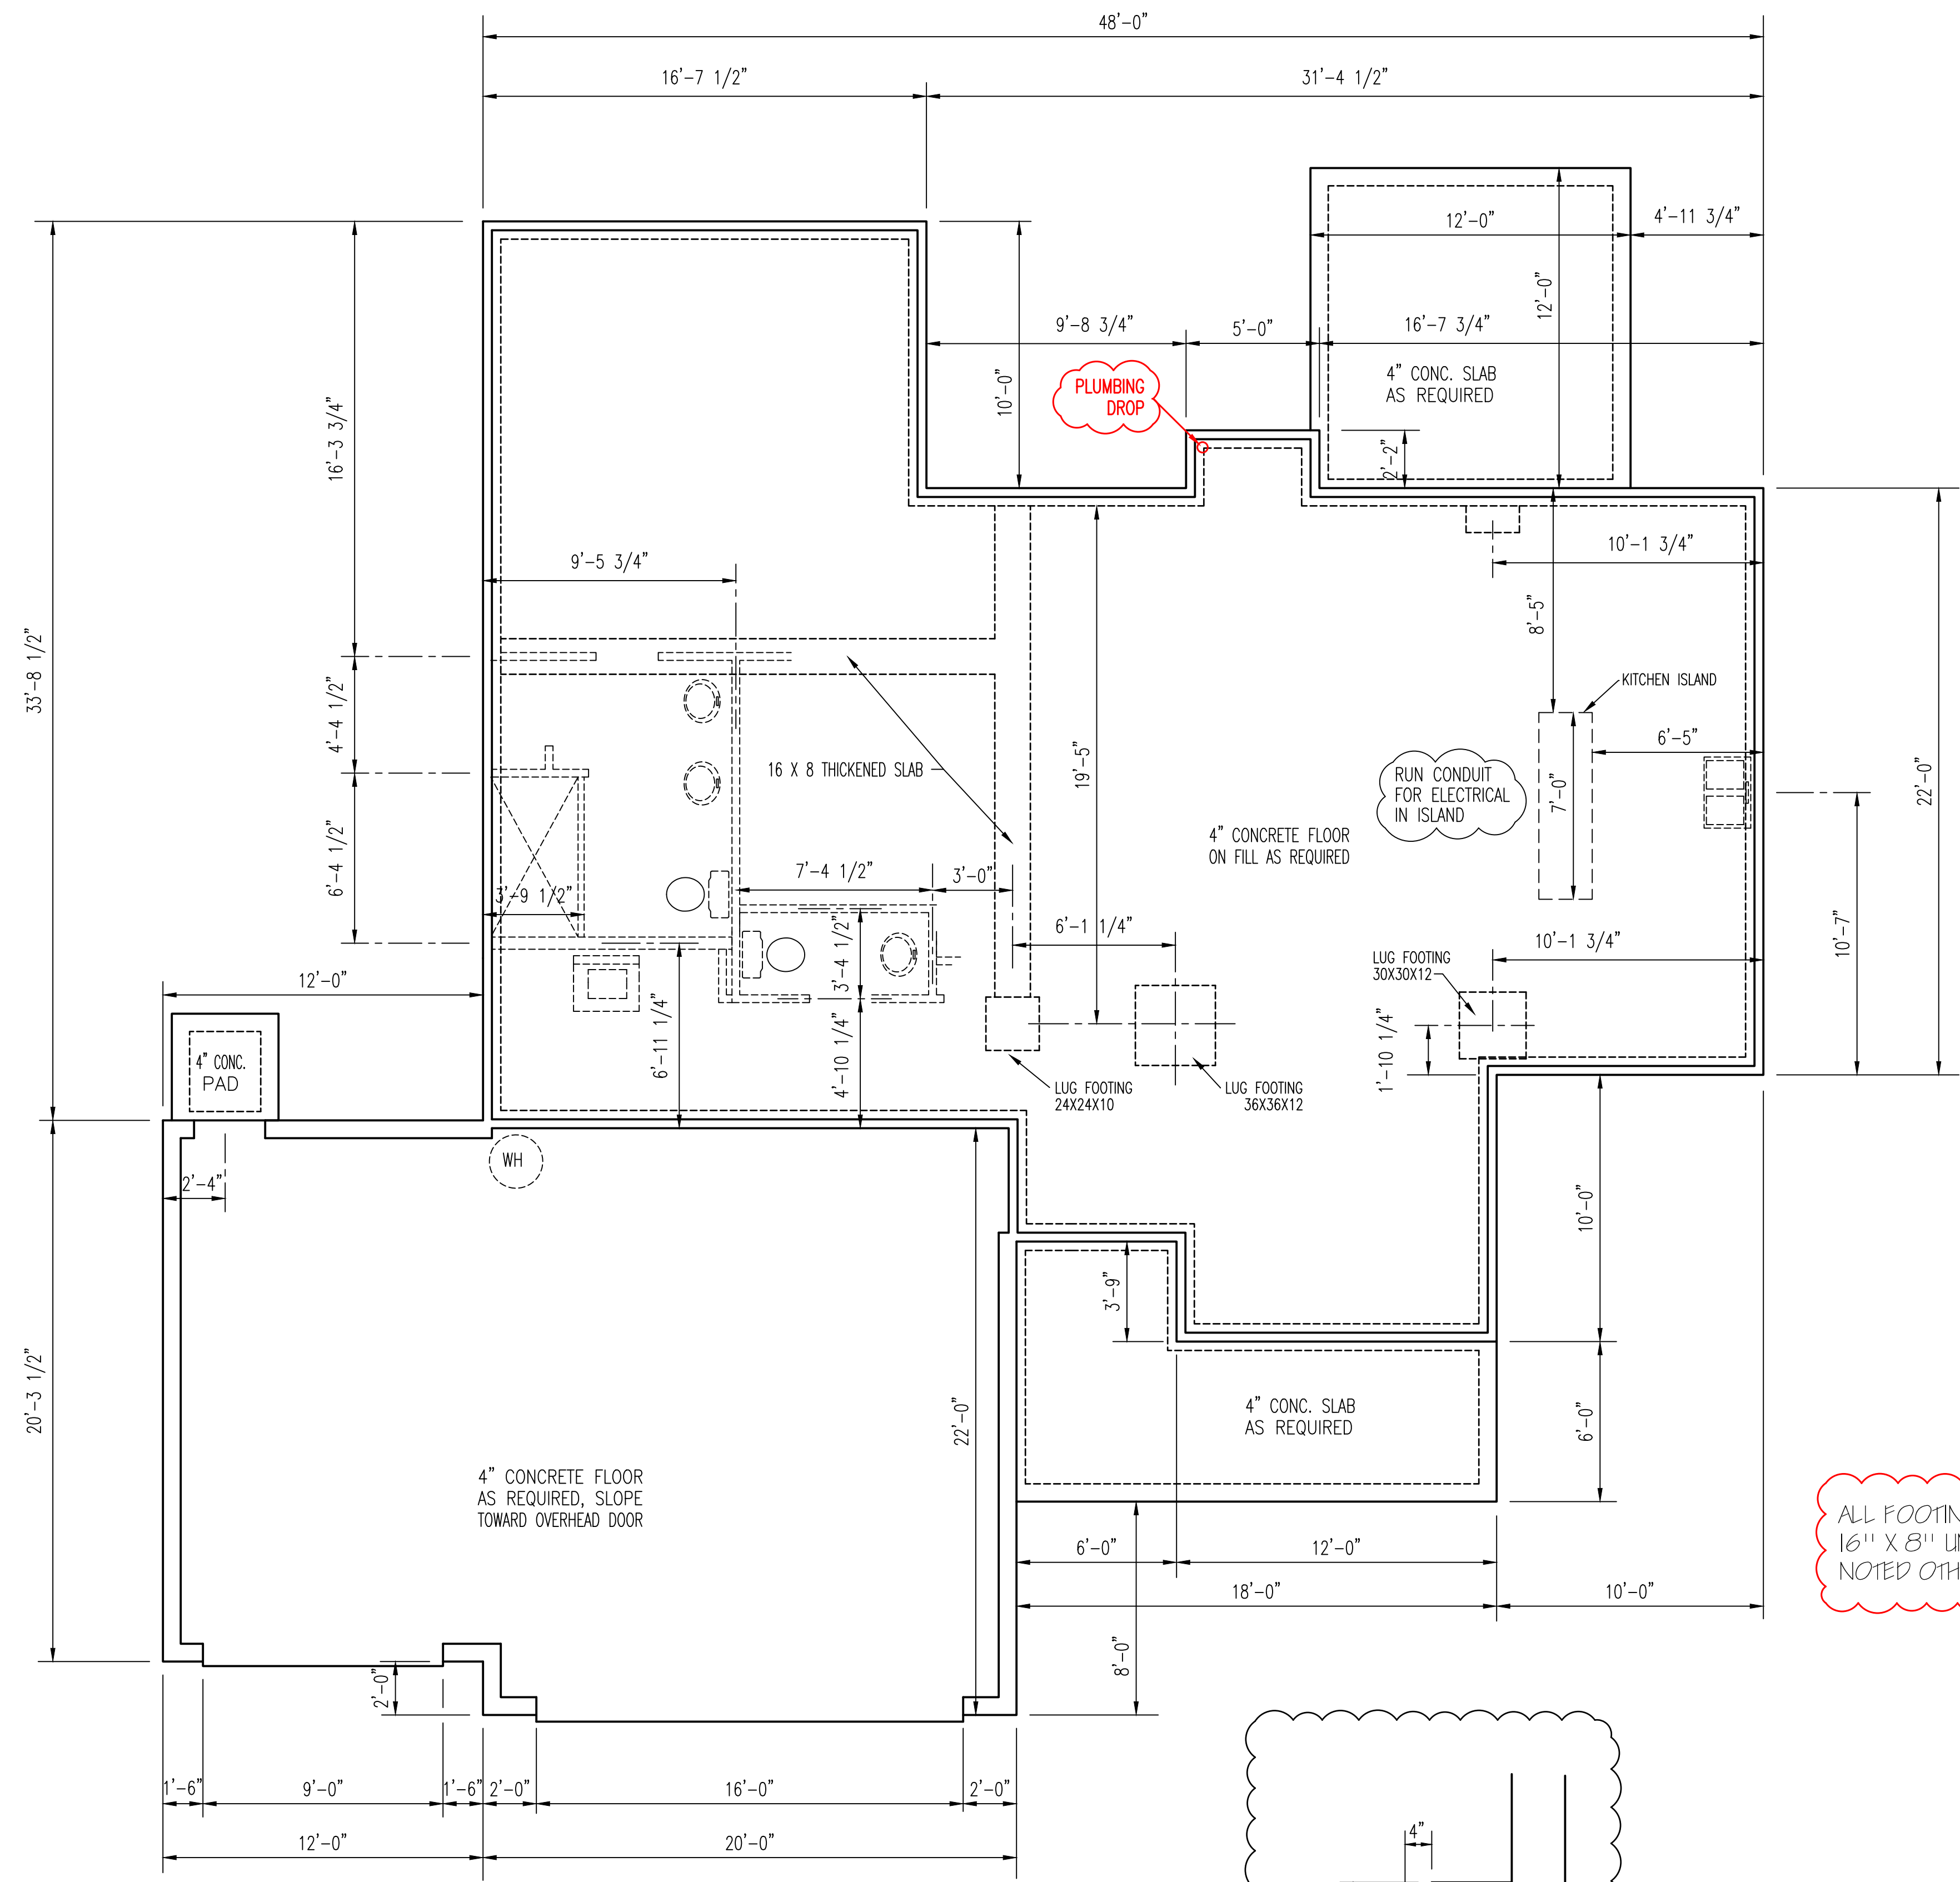 48'-0"
16'-7 1/2"
31'-4 1/2"
12'-0"
4'-11 3/4"
12'-0"
9'-8 3/4"
5'-0"
16'-7 3/4"
PLUMBING
DROP
10'-0"
4" CONC. SLAB
AS REQUIRED
2'-2"
16'-3 3/4"
33'-8 1/2"
9'-5 3/4"
10'-1 3/4"
8'-5"
KITCHEN ISLAND
4'-4 1/2"
6'-5"
16 X 8 THICKENED SLAB
19'-5"
RUN CONDUIT
FOR ELECTRICAL
IN ISLAND
7'-0"
22'-0"
4" CONCRETE FLOOR
ON FILL AS REQUIRED
6'-4 1/2"
3'-9 1/2"
7'-4 1/2"
3'-0"
6'-1 1/4"
3'-4 1/2"
10'-1 3/4"
10'-7"
LUG FOOTING
30X30X12
12'-0"
6'-11 1/4"
4'-10 1/4"
1'-10 1/4"
4" CONC.
PAD
LUG FOOTING
24X24X10
LUG FOOTING
36X36X12
WH
2'-4"
10'-0"
3'-9"
20'-3 1/2"
22'-0"
4" CONC. SLAB
AS REQUIRED
6'-0"
4" CONCRETE FLOOR
AS REQUIRED, SLOPE
TOWARD OVERHEAD DOOR
ALL
16" X 8"
NOTED
6'-0"
12'-0"
18'-0"
10'-0"
8'-0"
2'-0"
1'-6"
9'-0"
1'-6"
2'-0"
16'-0"
2'-0"
12'-0"
20'-0"
4"